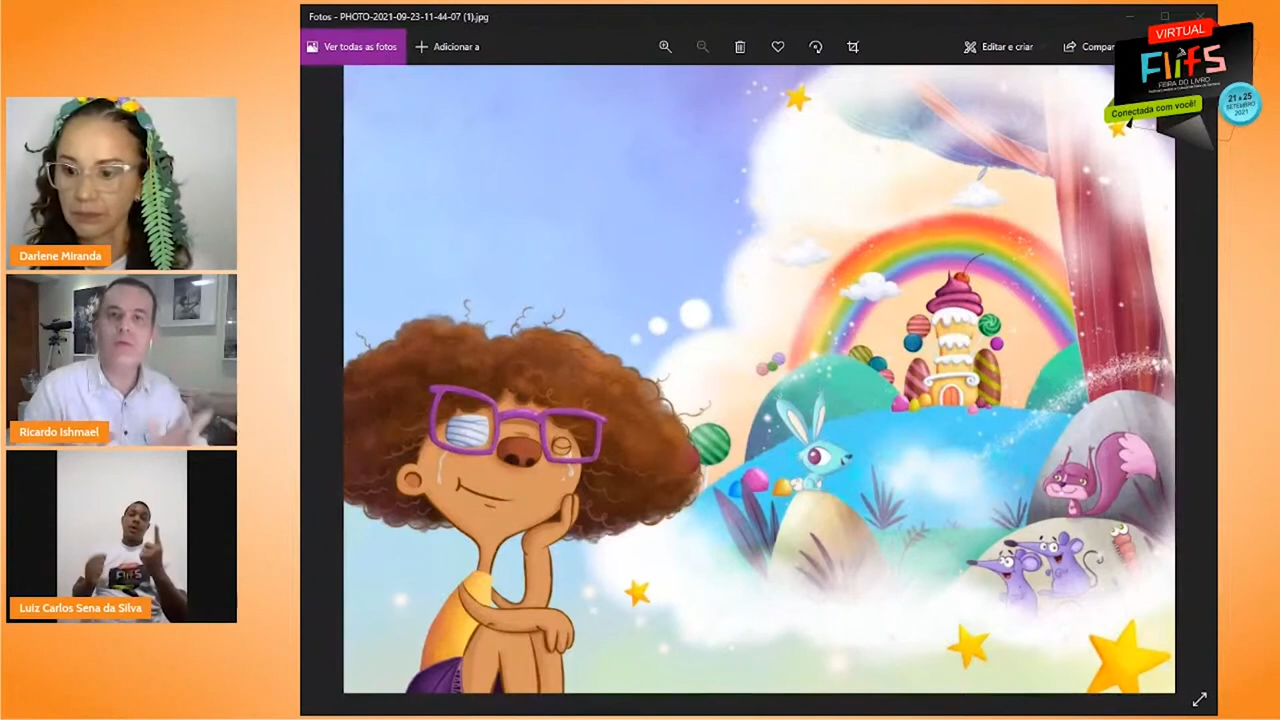 Fotos - PHOTO-2021-09-23-11-44-07 (1).jpg
Ver todas as fotos
Adicionar a
Editar e criar
Compar
VIRTUAL
FLIFS
FEIRA DO LIVRO
Conectada com você!
21 a 25
SETEMBRO
2021
Darlene Miranda
Ricardo Ishmael
Luiz Carlos Sena da Silva
FLIFS